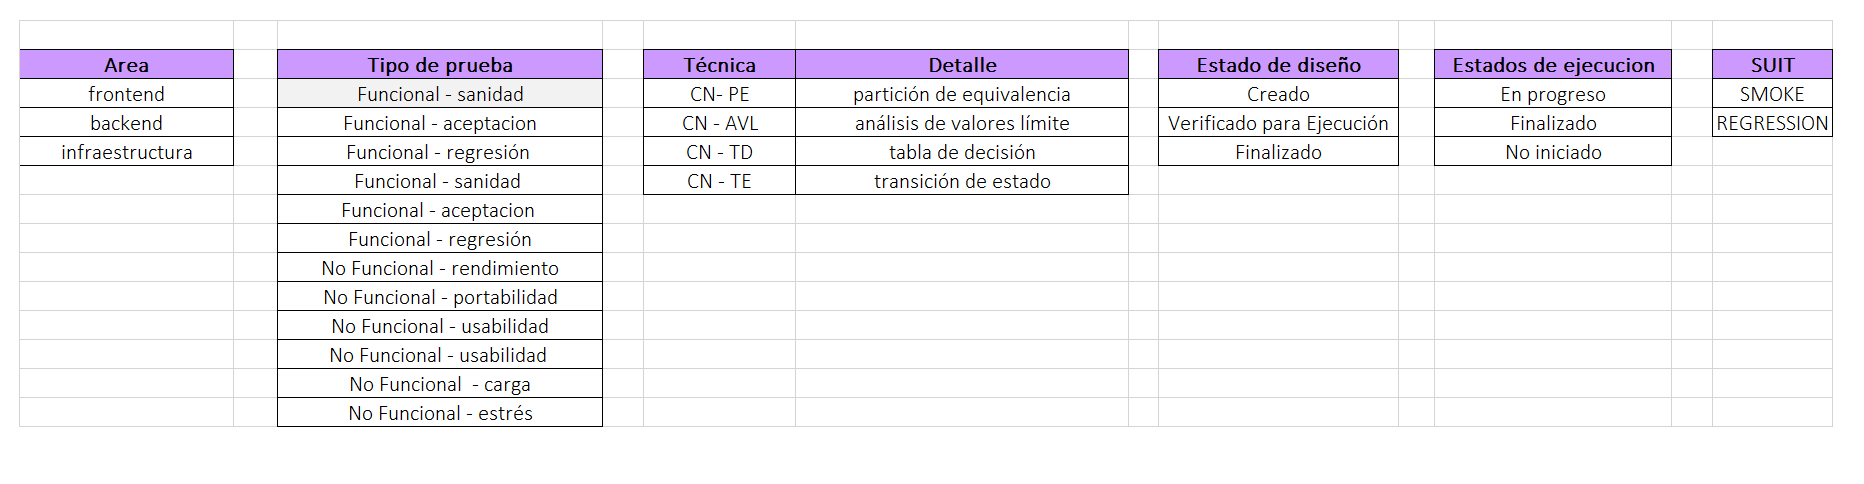 Area Tipo de prueba Técnica Detalle Estado de diseño Estados de ejecucion SUIT
frontend Funcional - sanidad CN- PE partición de equivalencia Creado En progreso SMOKE
backend Funcional - aceptacion CN - AVL análisis de valores límite Verificado para Ejecución Finalizado REGRESSION
infraestructura Funcional - regresión CN - TD tabla de decisión Finalizado No iniciado
Funcional - sanidad CN - TE transición de estado
Funcional - aceptacion
Funcional - regresión
No Funcional - rendimiento
No Funcional - portabilidad
No Funcional - usabilidad
No Funcional - usabilidad
No Funcional  - carga
No Funcional - estrés